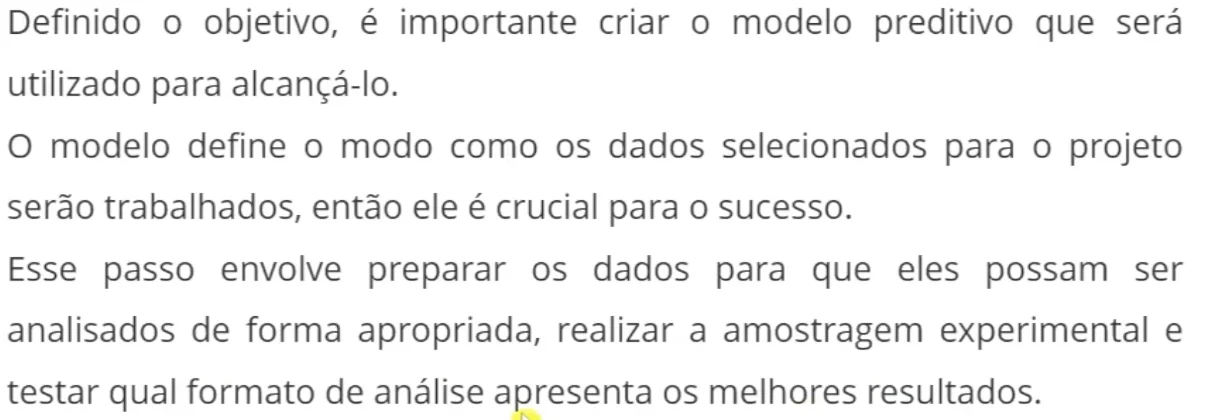 Definido o objetivo, é importante criar o modelo preditivo que será
utilizado para alcançá-lo.
O modelo define o modo como os dados selecionados para o projeto
serão trabalhados, então ele é crucial para o sucesso.
Esse passo envolve preparar os dados para que eles possam ser
analisados de forma apropriada, realizar a amostragem experimental e
testar qual formato de análise apresenta os melhores resultados.